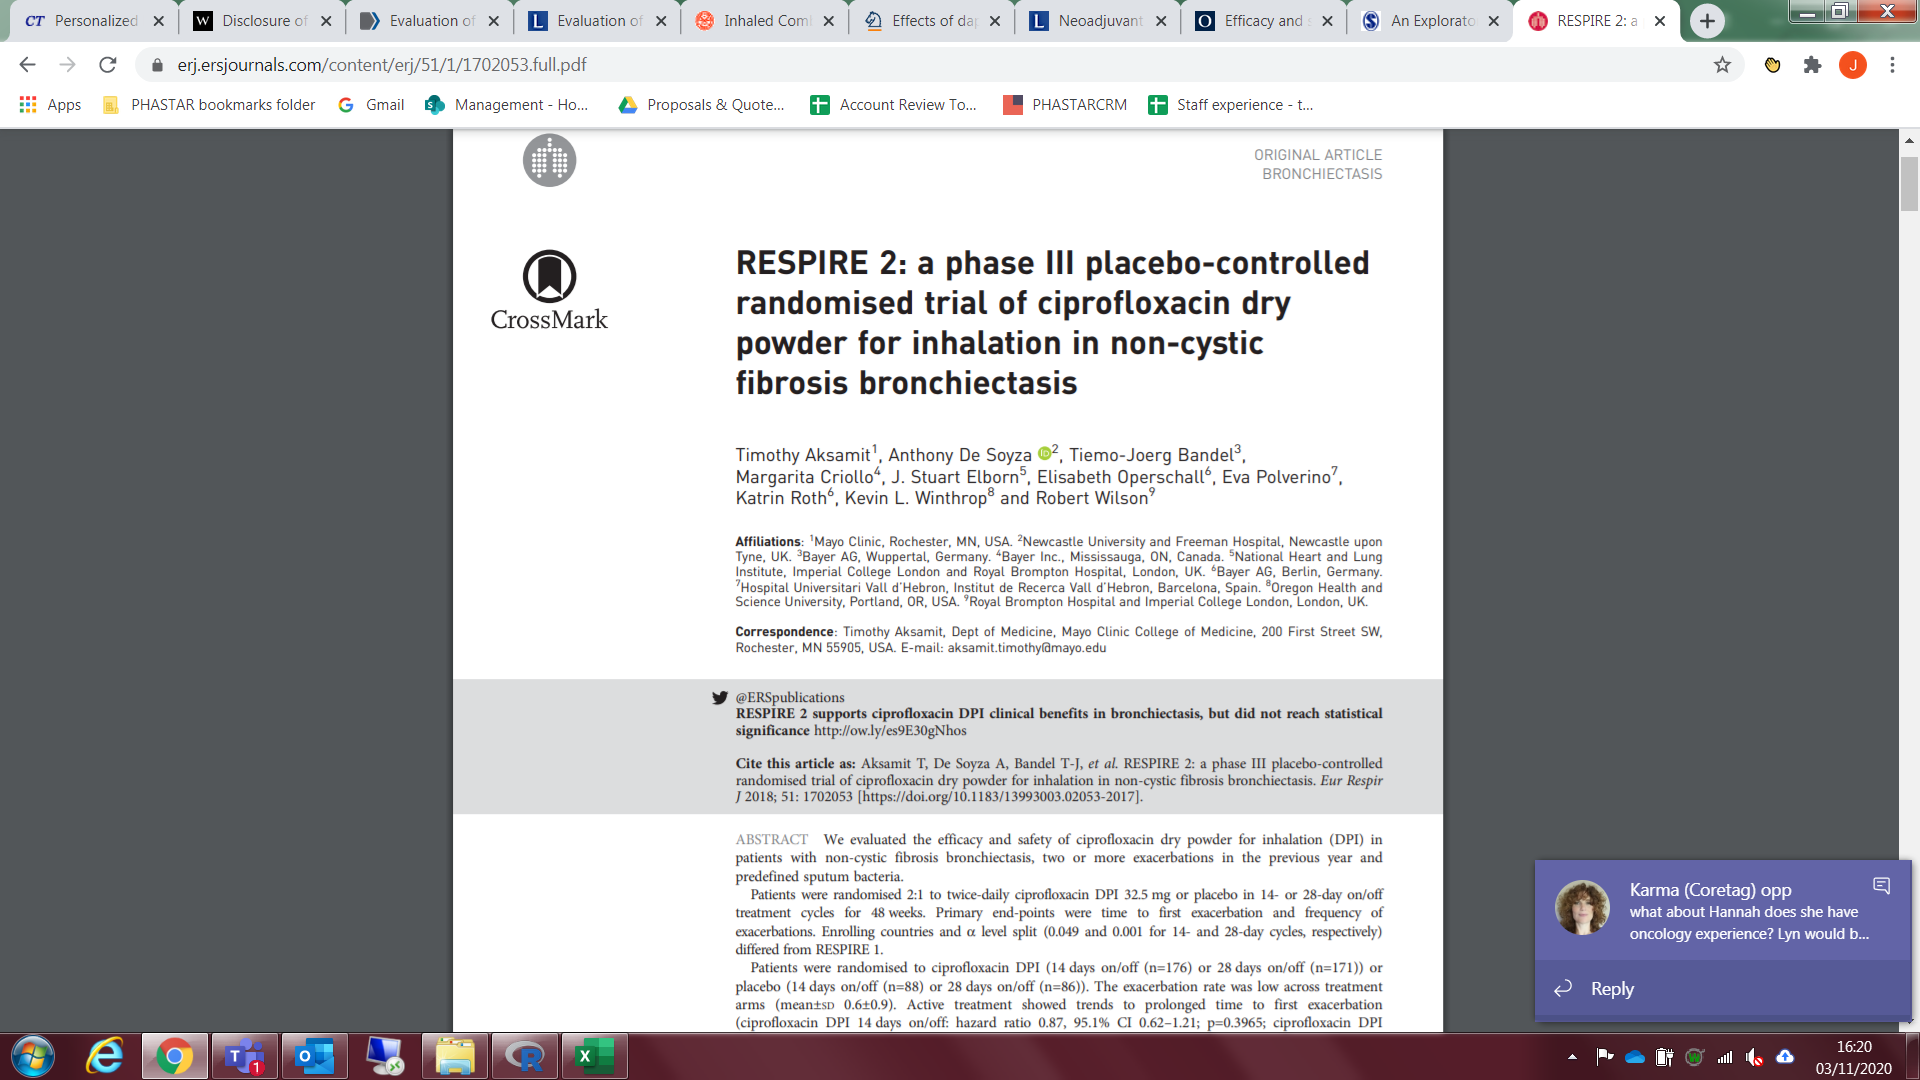 CT Personalized
W Disclosure of
Evaluation of
L Evaluation of
Inhaled Coml
Effects of dap
L Neoadjuvant
O Efficacy and s
S An Explorato
RESPIRE 2: a
erj.ersjournals.com/content/erj/51/1/1702053.full.pdf
J
Apps
PHASTAR bookmarks folder
Gmail
Management - Ho...
Proposals & Quote...
Account Review To...
PHASTARCRM
Staff experience - t...
ORIGINAL ARTICLE
BRONCHIECTASIS
CrossMark
RESPIRE 2: a phase III placebo-controlled
randomised trial of ciprofloxacin dry
powder for inhalation in non-cystic
fibrosis bronchiectasis
Timothy Aksamit1, Anthony De Soyza iD 2, Tiemo-Joerg Bandel3,
Margarita Criollo4, J. Stuart Elborn5, Elisabeth Operschall6, Eva Polverino7,
Katrin Roth6, Kevin L. Winthrop8 and Robert Wilson9
Affiliations: 1Mayo Clinic, Rochester, MN, USA. 2Newcastle University and Freeman Hospital, Newcastle upon
Tyne, UK. 3Bayer AG, Wuppertal, Germany. 4Bayer Inc., Mississauga, ON, Canada. 5National Heart and Lung
Institute, Imperial College London and Royal Brompton Hospital, London, UK. 6Bayer AG, Berlin, Germany.
7Hospital Universitari Vall d'Hebron, Institut de Recerca Vall d'Hebron, Barcelona, Spain. 8Oregon Health and
Science University, Portland, OR, USA. 9Royal Brompton Hospital and Imperial College London, London, UK.
Correspondence: Timothy Aksamit, Dept of Medicine, Mayo Clinic College of Medicine, 200 First Street SW,
Rochester, MN 55905, USA. E-mail: aksamit.timothy@mayo.edu
@ERSpublications
RESPIRE 2 supports ciprofloxacin DPI clinical benefits in bronchiectasis, but did not reach statistical
significance http://ow.ly/es9E30gNhos
Cite this article as: Aksamit T, De Soyza A, Bandel T-J, et al. RESPIRE 2: a phase III placebo-controlled
randomised trial of ciprofloxacin dry powder for inhalation in non-cystic fibrosis bronchiectasis. Eur Respir
J 2018; 51: 1702053 [https://doi.org/10.1183/13993003.02053-2017].
ABSTRACT We evaluated the efficacy and safety of ciprofloxacin dry powder for inhalation (DPI) in
patients with non-cystic fibrosis bronchiectasis, two or more exacerbations in the previous year and
predefined sputum bacteria.
Patients were randomised 2:1 to twice-daily ciprofloxacin DPI 32.5 mg or placebo in 14- or 28-day on/off
treatment cycles for 48 weeks. Primary end-points were time to first exacerbation and frequency of
exacerbations. Enrolling countries and α level split (0.049 and 0.001 for 14- and 28-day cycles, respectively)
differed from RESPIRE 1.
Patients were randomised to ciprofloxacin DPI (14 days on/off (n=176) or 28 days on/off (n=171)) or
placebo (14 days on/off (n=88) or 28 days on/off (n=86)). The exacerbation rate was low across treatment
arms (mean±SD 0.6±0.9). Active treatment showed trends to prolonged time to first exacerbation
(ciprofloxacin DPI 14 days on/off: hazard ratio 0.87, 95.1% CI 0.62–1.21; p=0.3965; ciprofloxacin DPI
Karma (Coretag) opp
what about Hannah does she have
oncology experience? Lyn would b...
Reply
1
16:20
03/11/2020